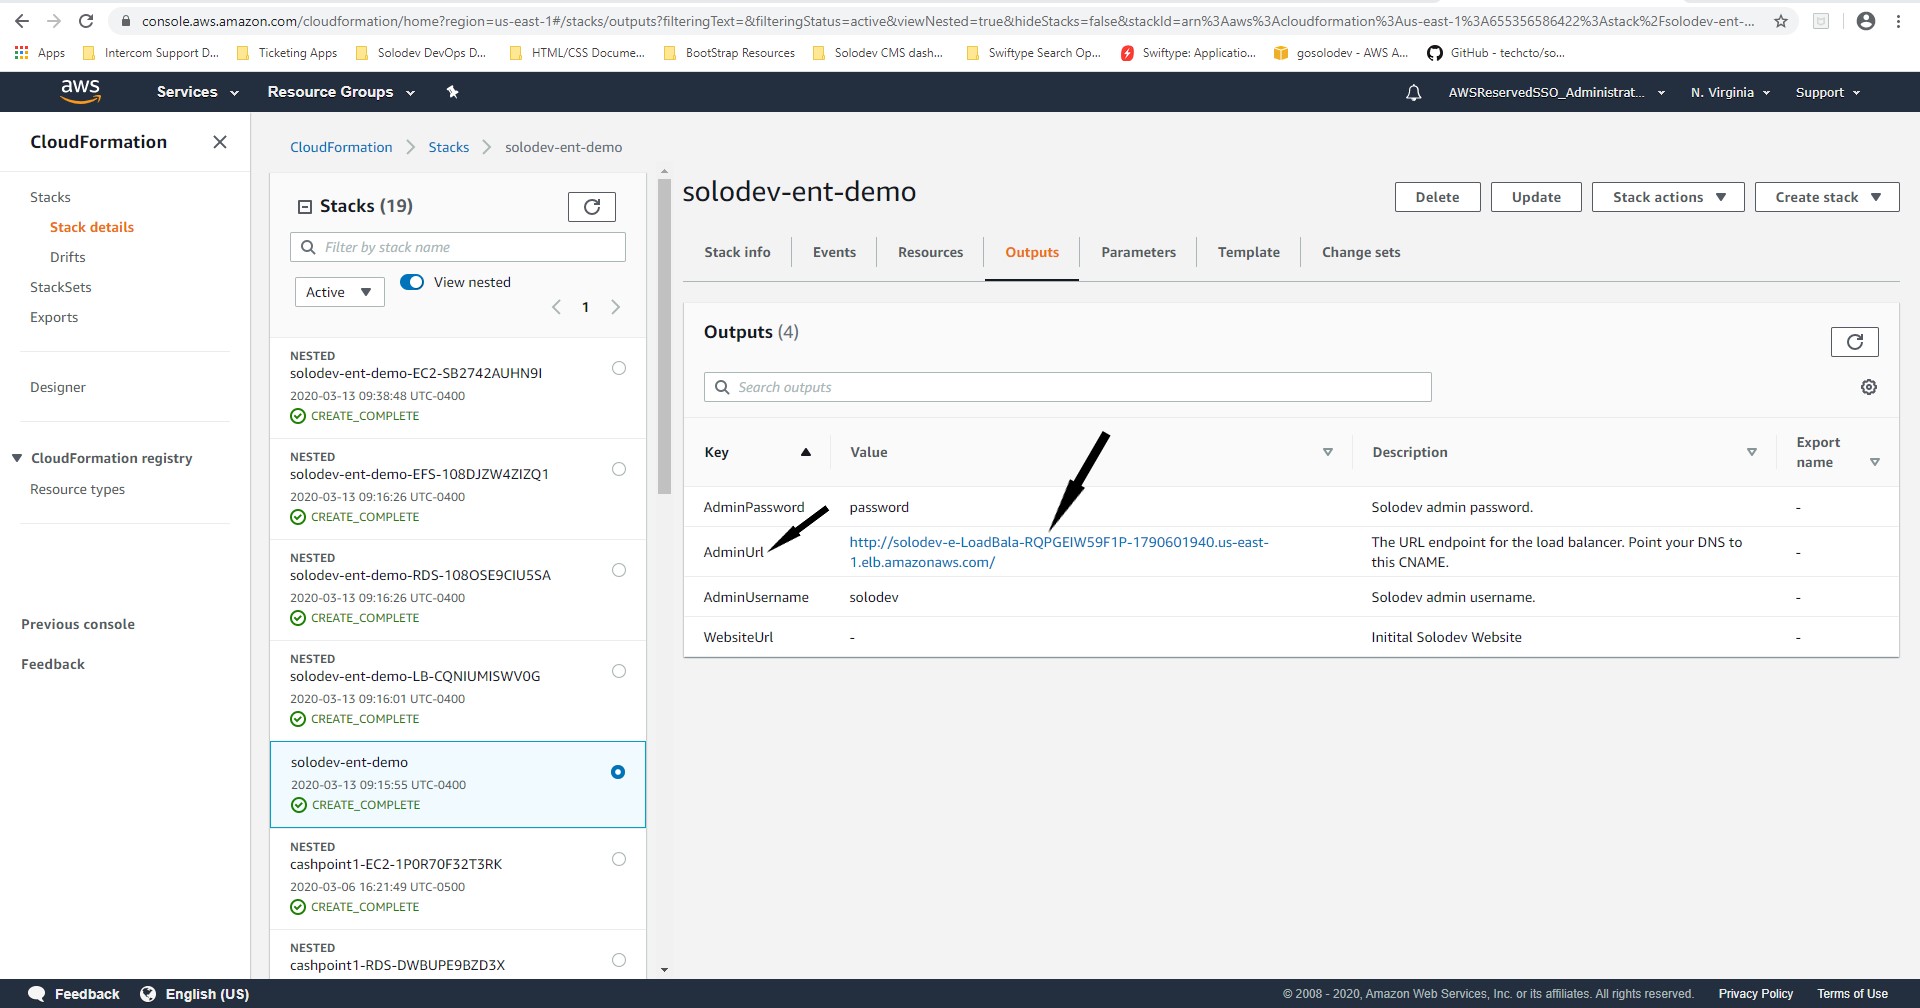 console.aws.amazon.com/cloudformation/home?region=us-east-1#/stacks/outputs?filteringText=&filteringStatus=active&viewNested=true&hideStacks=false&stackId=arn%3Aaws%3Acloudformation%3Aus-east-1%3A655356586422%3Astack%2Fsolodev-ent-...
Apps Intercom Support D... Ticketing Apps Solodev DevOps D... HTML/CSS Docume... BootStrap Resources Solodev CMS dash... Swiftype Search Op... Swiftype: Applicatio... gosolodev - AWS A... GitHub - techcto/so...
aws Services Resource Groups AWSReservedSSO_Administrat... N. Virginia Support
CloudFormation
Stacks
Stack details
Drifts
StackSets
Exports
Designer
CloudFormation registry
Resource types
Previous console
Feedback
CloudFormation Stacks solodev-ent-demo
Stacks (19)
Filter by stack name
Active View nested
1
NESTED
solodev-ent-demo-EC2-SB2742AUHN9I
2020-03-13 09:38:48 UTC-0400
CREATE_COMPLETE
NESTED
solodev-ent-demo-EFS-108DJZW4ZIZQ1
2020-03-13 09:16:26 UTC-0400
CREATE_COMPLETE
NESTED
solodev-ent-demo-RDS-108OSE9CIU5SA
2020-03-13 09:16:26 UTC-0400
CREATE_COMPLETE
NESTED
solodev-ent-demo-LB-CQNIUMISWV0G
2020-03-13 09:16:01 UTC-0400
CREATE_COMPLETE
solodev-ent-demo
2020-03-13 09:15:55 UTC-0400
CREATE_COMPLETE
NESTED
cashpoint1-EC2-1P0R70F32T3RK
2020-03-06 16:21:49 UTC-0500
CREATE_COMPLETE
NESTED
cashpoint1-RDS-DWBUPE9BZD3X
solodev-ent-demo
Delete Update Stack actions Create stack
Stack info Events Resources Outputs Parameters Template Change sets
Outputs (4)
Search outputs
Key Value Description Export name
AdminPassword password Solodev admin password. -
AdminUrl http://solodev-e-LoadBala-RQPGEIW59F1P-1790601940.us-east-
1.elb.amazonaws.com/ The URL endpoint for the load balancer. Point your DNS to
this CNAME. -
AdminUsername solodev Solodev admin username. -
WebsiteUrl - Initital Solodev Website -
Feedback English (US) © 2008 - 2020, Amazon Web Services, Inc. or its affiliates. All rights reserved. Privacy Policy Terms of Use